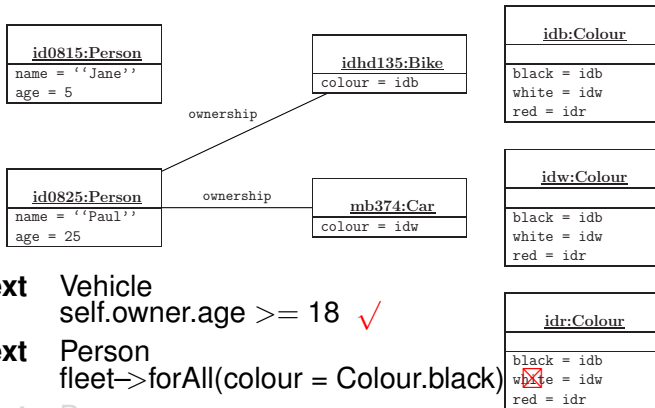 id0815:Person
name = ‘‘Jane’’
age = 5
idhd135:Bike
colour = idb
idb:Colour
black = idb
white = idw
red = idr
ownership
id0825:Person
name = ‘‘Paul’’
age = 25
ownership
mb374:Car
colour = idw
idw:Colour
black = idb
white = idw
red = idr
ext Vehicle
self.owner.age >= 18 √
ext Person
fleet−>forAll(colour = Colour.black)
idr:Colour
black = idb
white = idw
red = idr